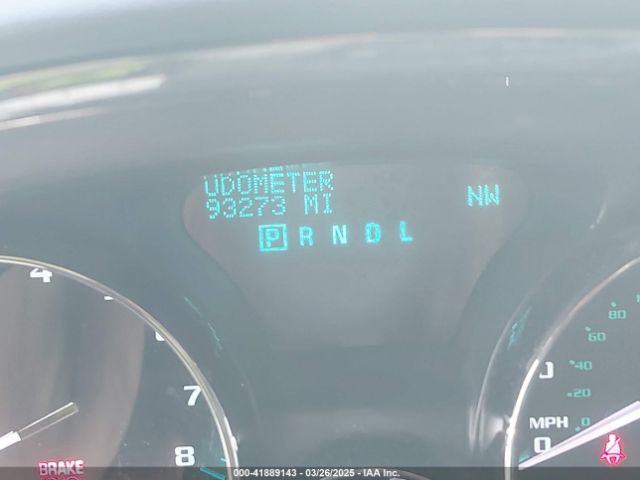 ODOMETER
93273 MI
NW
P R N D L
4
7
8
BRAKE
80
60
40
20
0
MPH
0
000-41889143 - 03/26/2025 - IAA Inc.